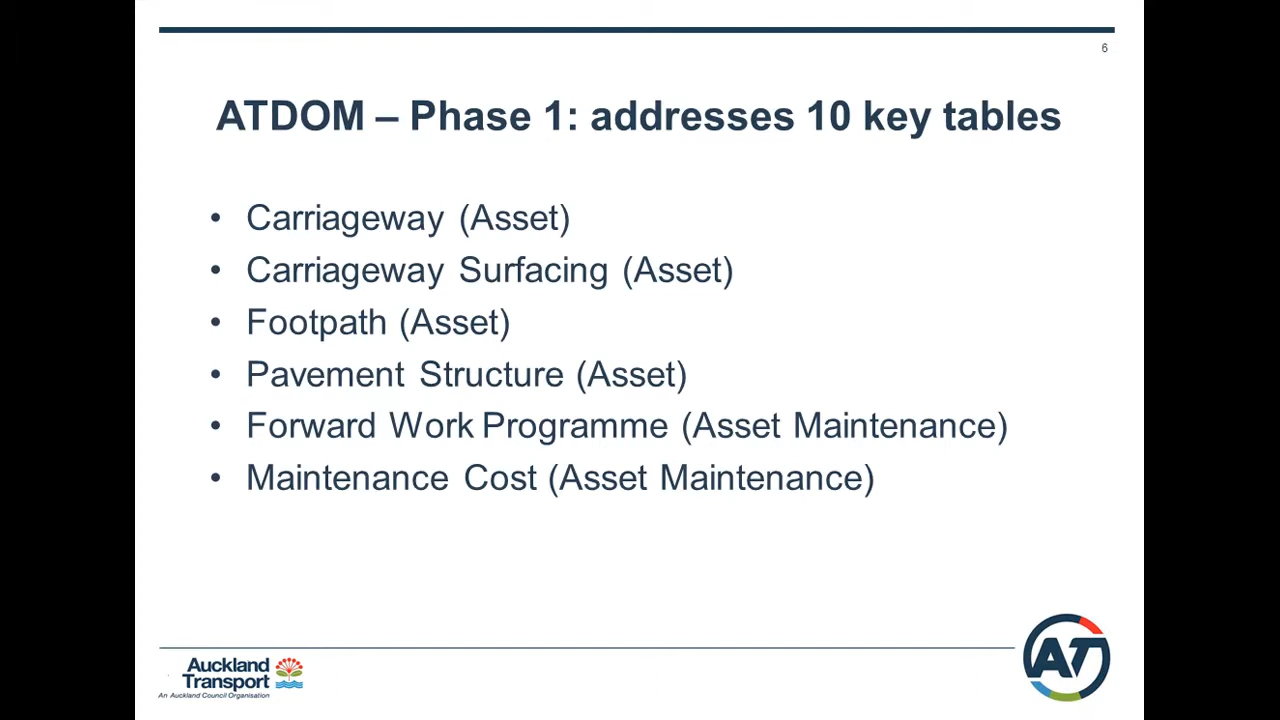 6
ATDOM – Phase 1: addresses 10 key tables
• Carriageway (Asset)
• Carriageway Surfacing (Asset)
• Footpath (Asset)
• Pavement Structure (Asset)
• Forward Work Programme (Asset Maintenance)
• Maintenance Cost (Asset Maintenance)
Auckland
Transport
An Auckland Council Organisation
AT